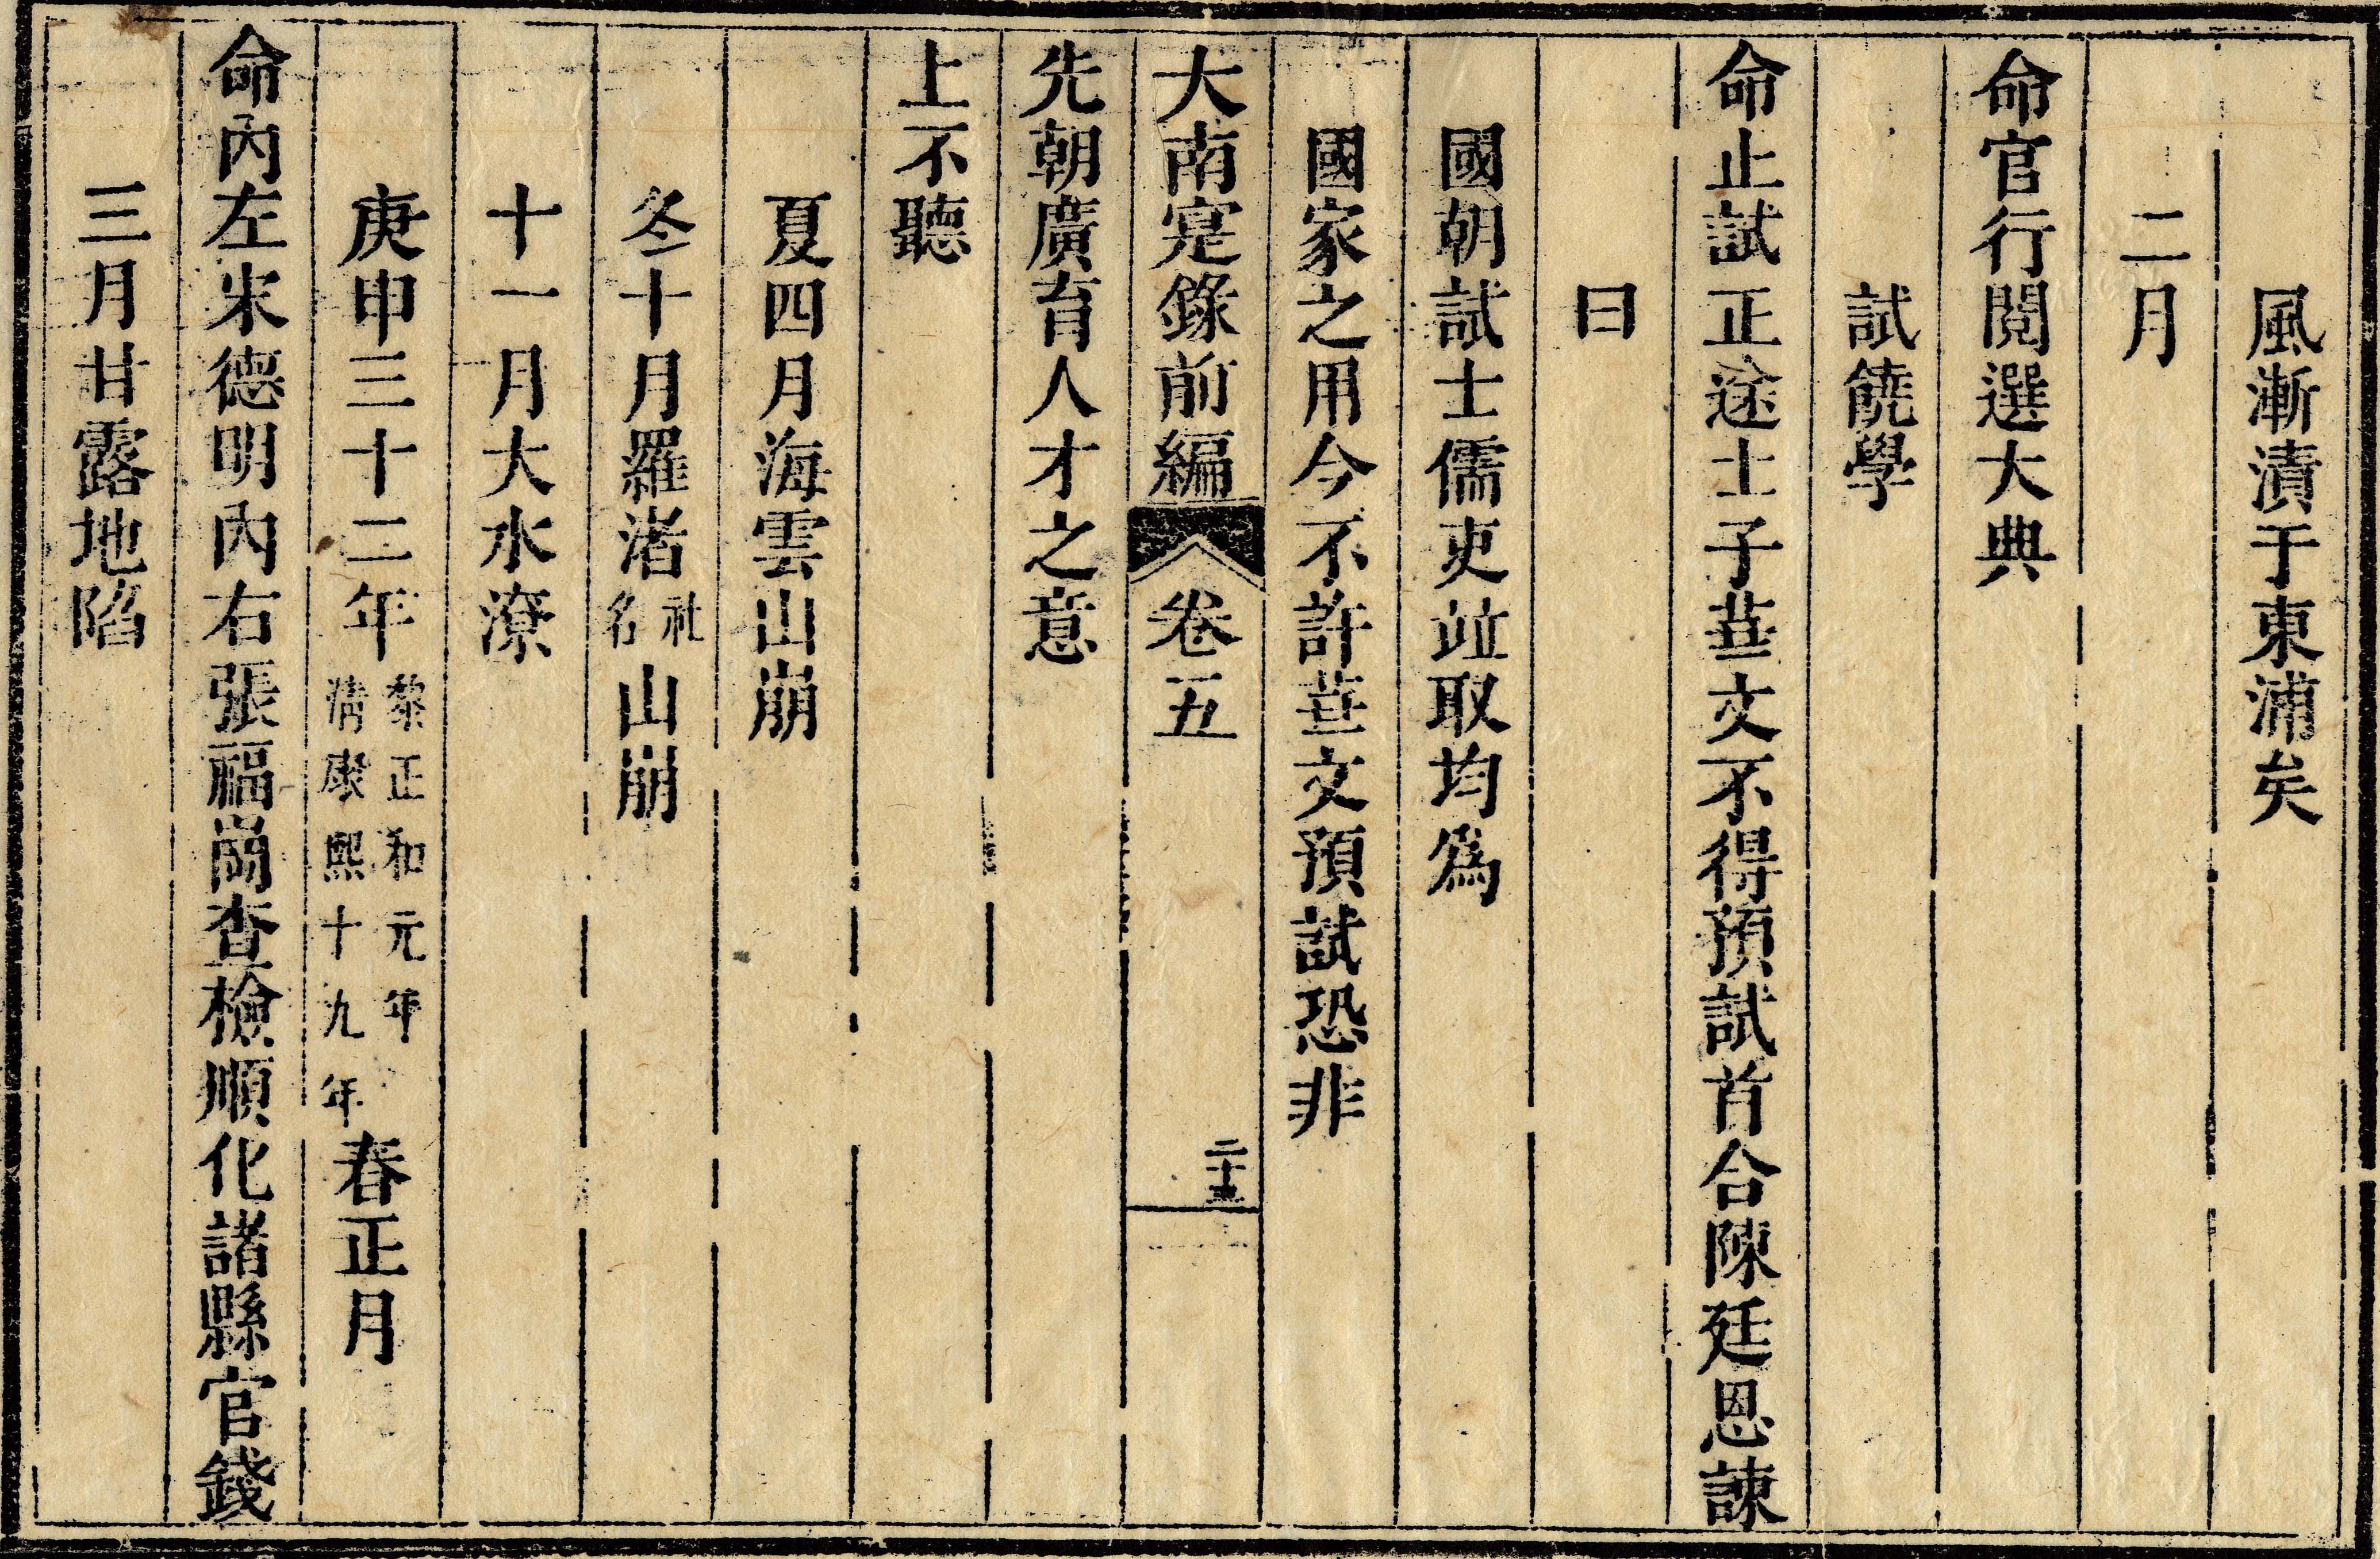 風漸漬于東浦矣
二月
命官行閱選大典
試饒學
命止試正途士子華文不得預試首合陳廷恩諫
曰
國朝試士儒吏竝取均爲
國家之用今不許華文預試恐非
大南寔錄前編 卷五 二十三
先朝廣育人才之意
上不聽
夏四月海雲山崩
冬十月羅渚社名山崩
十一月大水潦
庚申三十二年黎正和元年清康熙十九年春正月
命內左宋德明內右張福崗查檢順化諸縣官錢
三月甘露地陷